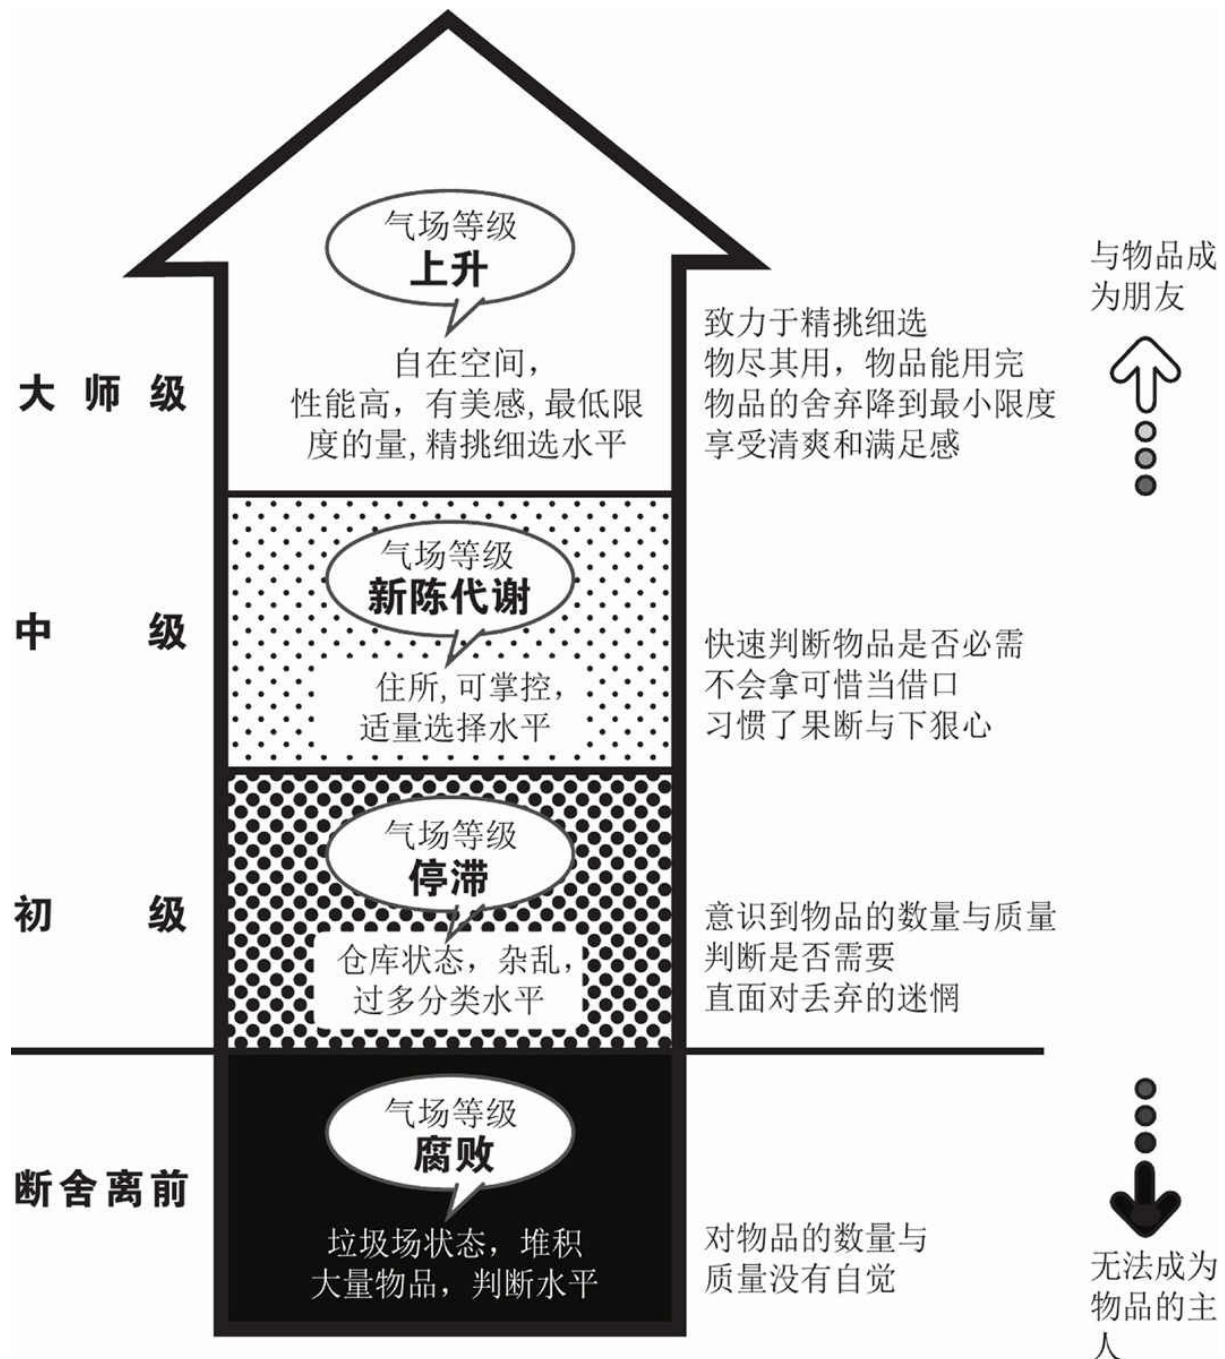 气场等级
上升
自在空间，
性能高，有美感,最低限
度的量,精挑细选水平
大师级
致力于精挑细选
物尽其用，物品能用完
物品的舍弃降到最小限度
享受清爽和满足感
与物品成
为朋友
气场等级
新陈代谢
住所,可掌控，
适量选择水平
中级
快速判断物品是否必需
不会拿可惜当借口
习惯了果断与下狠心
气场等级
停滞
仓库状态，杂乱，
过多分类水平
初级
意识到物品的数量与质量
判断是否需要
直面对丢弃的迷惘
气场等级
腐败
垃圾场状态，堆积
大量物品，判断水平
断舍离前
对物品的数量与
质量没有自觉
无法成为
物品的主
人